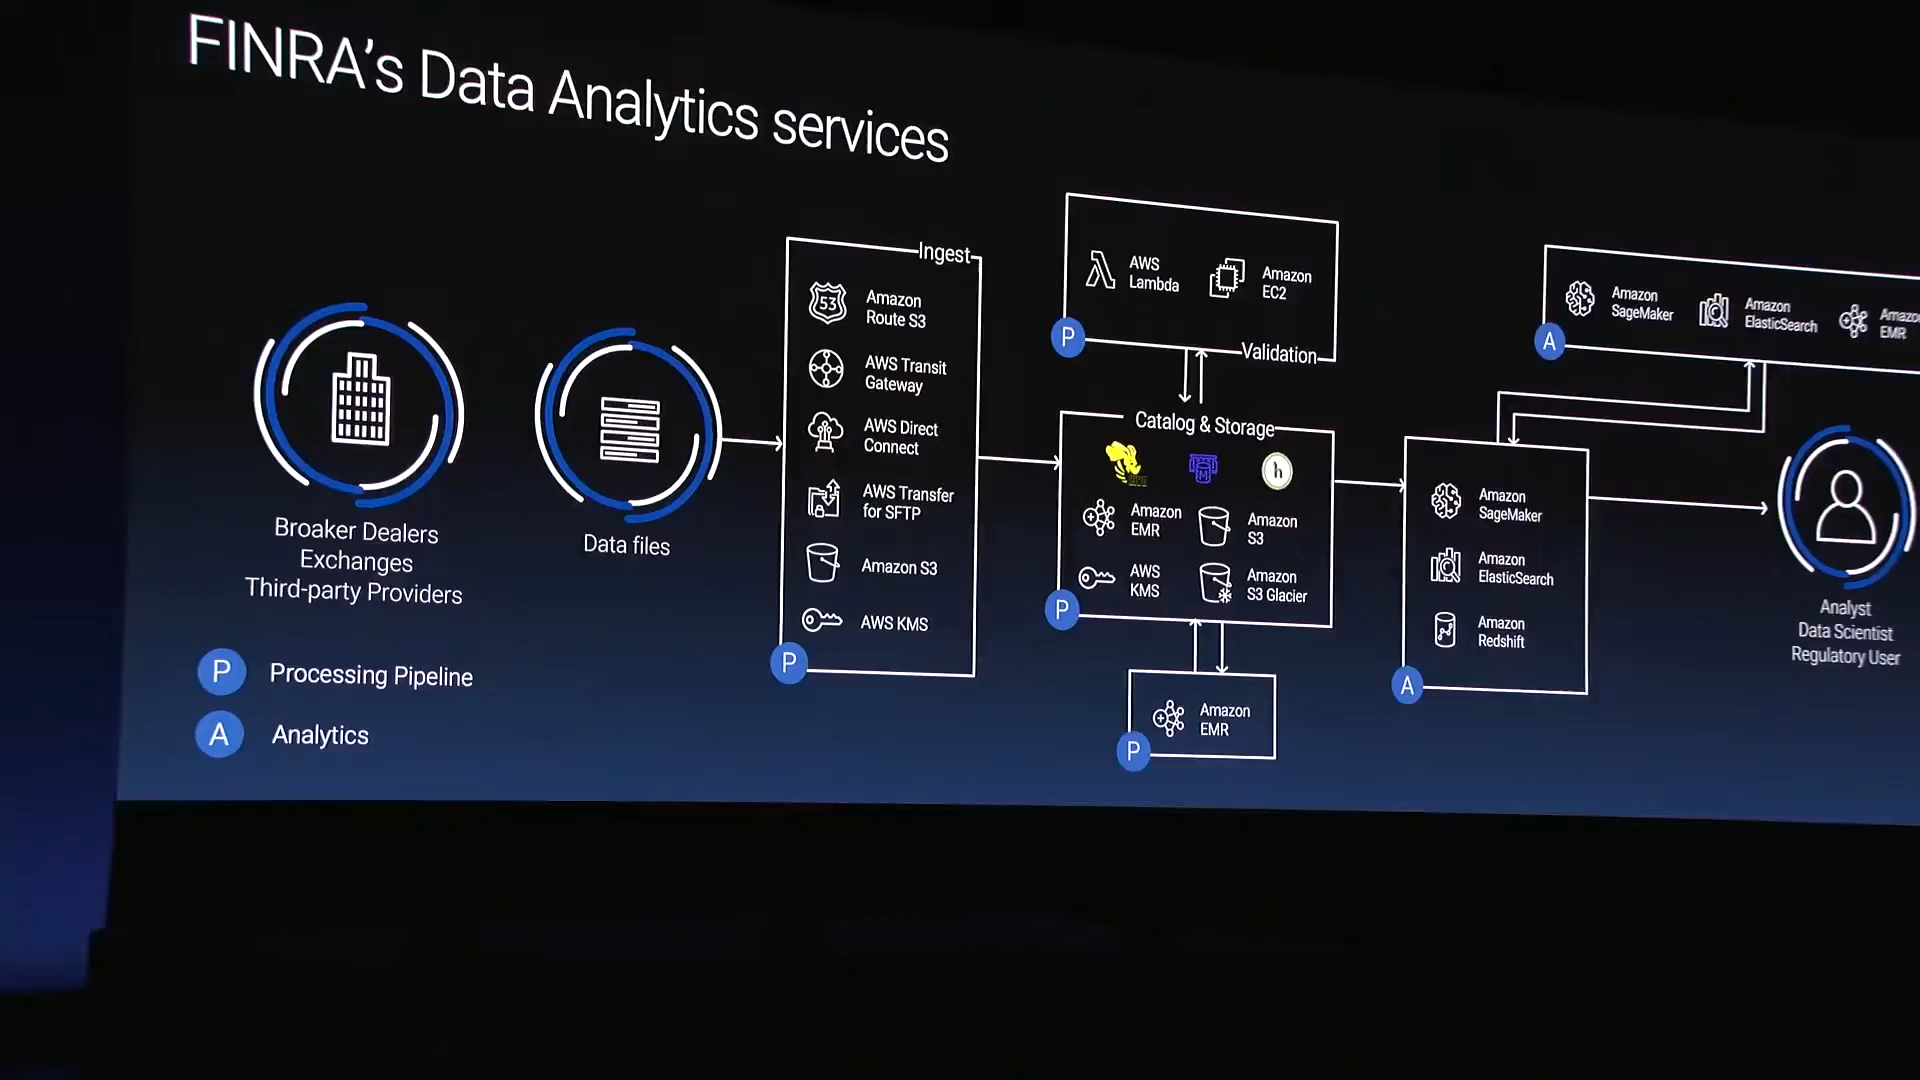 FINRA's Data Analytics services
Broaker Dealers
Exchanges
Third-party Providers
Data files
P
Processing Pipeline
A
Analytics
Ingest
53
Amazon
Route S3
AWS Transit
Gateway
AWS Direct
Connect
AWS Transfer
for SFTP
Amazon S3
AWS KMS
P
AWS
Lambda
Amazon
EC2
P
Validation
Catalog & Storage
M
h
Amazon
EMR
Amazon
S3
AWS
KMS
Amazon
S3 Glacier
P
Amazon
EMR
P
Amazon
SageMaker
Amazon
ElasticSearch
Amazon
Redshift
A
Amazon
SageMaker
Amazon
ElasticSearch
Amazo
EMR
A
Analyst
Data Scientist
Regulatory User